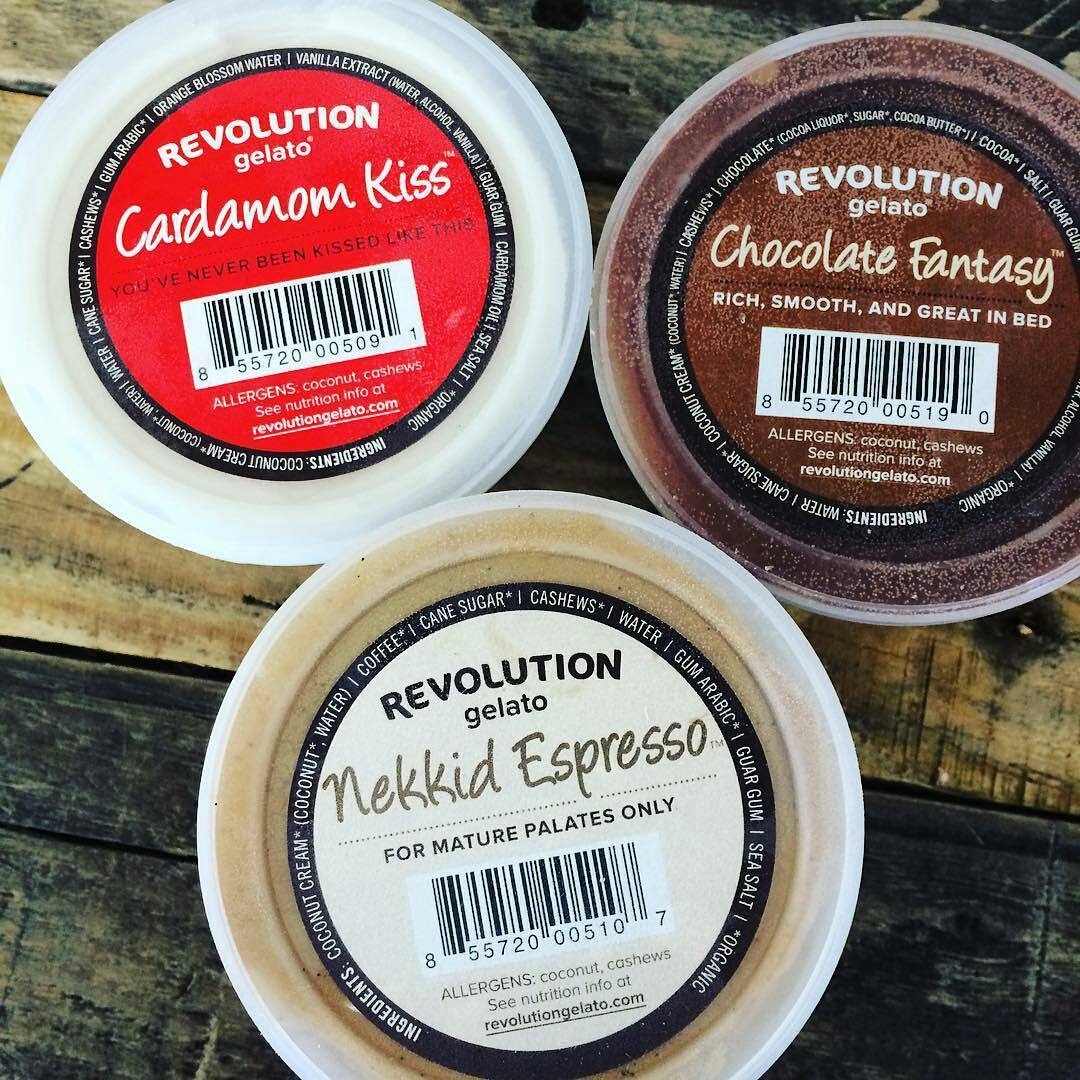 REVOLUTION
gelato®
Cardamom Kiss™
YOU'VE NEVER BEEN KISSED LIKE THIS
8 55720 00509 1
ALLERGENS: coconut, cashews
See nutrition info at
revolutiongelato.com
INGREDIENTS: COCONUT CREAM* (COCONUT*, WATER) | WATER | CANE SUGAR* | CASHEWS* | GUM ARABIC* | ORANGE BLOSSOM WATER | VANILLA EXTRACT (WATER, ALCOHOL, VANILLA) | GUAR GUM | CARDAMOM OIL | SEA SALT | *ORGANIC
REVOLUTION
gelato®
Chocolate Fantasy™
RICH, SMOOTH, AND GREAT IN BED
8 55720 00519 0
ALLERGENS: coconut, cashews
See nutrition info at
revolutiongelato.com
INGREDIENTS: WATER | CANE SUGAR* | COCONUT CREAM* (COCONUT*, WATER) | CASHEWS* | CHOCOLATE* (COCOA LIQUOR*, SUGAR*, COCOA BUTTER*) | COCOA* | SALT | GUAR GUM
ALCOHOL, VANILLA) | *ORGANIC
REVOLUTION
gelato
Nekkid Espresso™
FOR MATURE PALATES ONLY
8 55720 00510 7
ALLERGENS: coconut, cashews
See nutrition info at
revolutiongelato.com
INGREDIENTS: COCONUT CREAM* (COCONUT*, WATER) | COFFEE* | CANE SUGAR* | CASHEWS* | WATER | GUM ARABIC* | GUAR GUM | SEA SALT | *ORGANIC